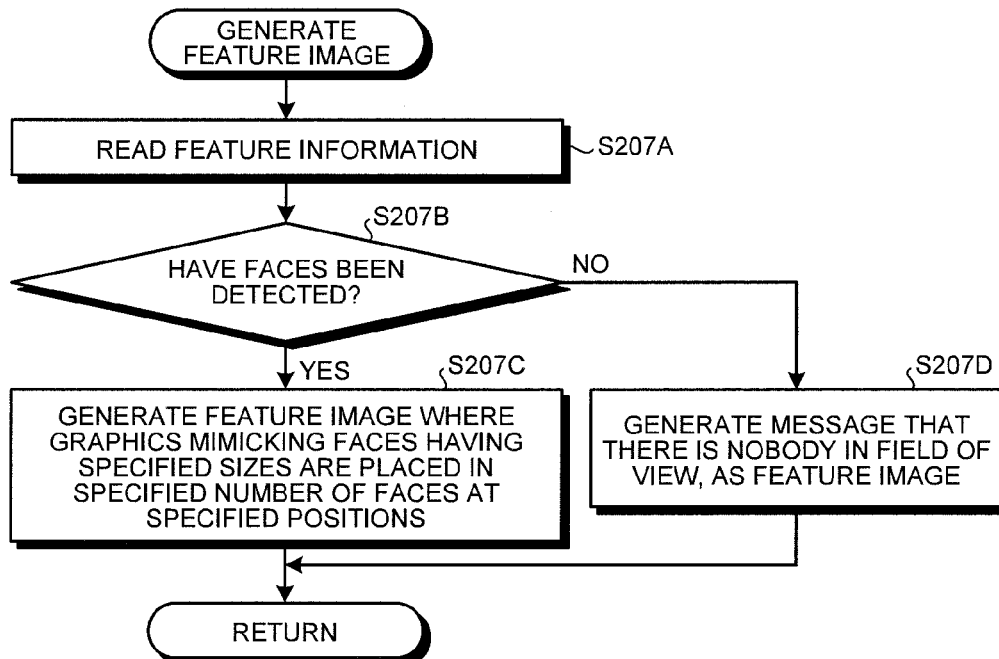 GENERATE
FEATURE IMAGE
READ FEATURE INFORMATION
S207A
S207B
HAVE FACES BEEN
DETECTED?
NO
YES
S207C
GENERATE FEATURE IMAGE WHERE
GRAPHICS MIMICKING FACES HAVING
SPECIFIED SIZES ARE PLACED IN
SPECIFIED NUMBER OF FACES AT
SPECIFIED POSITIONS
S207D
GENERATE MESSAGE THAT
THERE IS NOBODY IN FIELD OF
VIEW, AS FEATURE IMAGE
RETURN